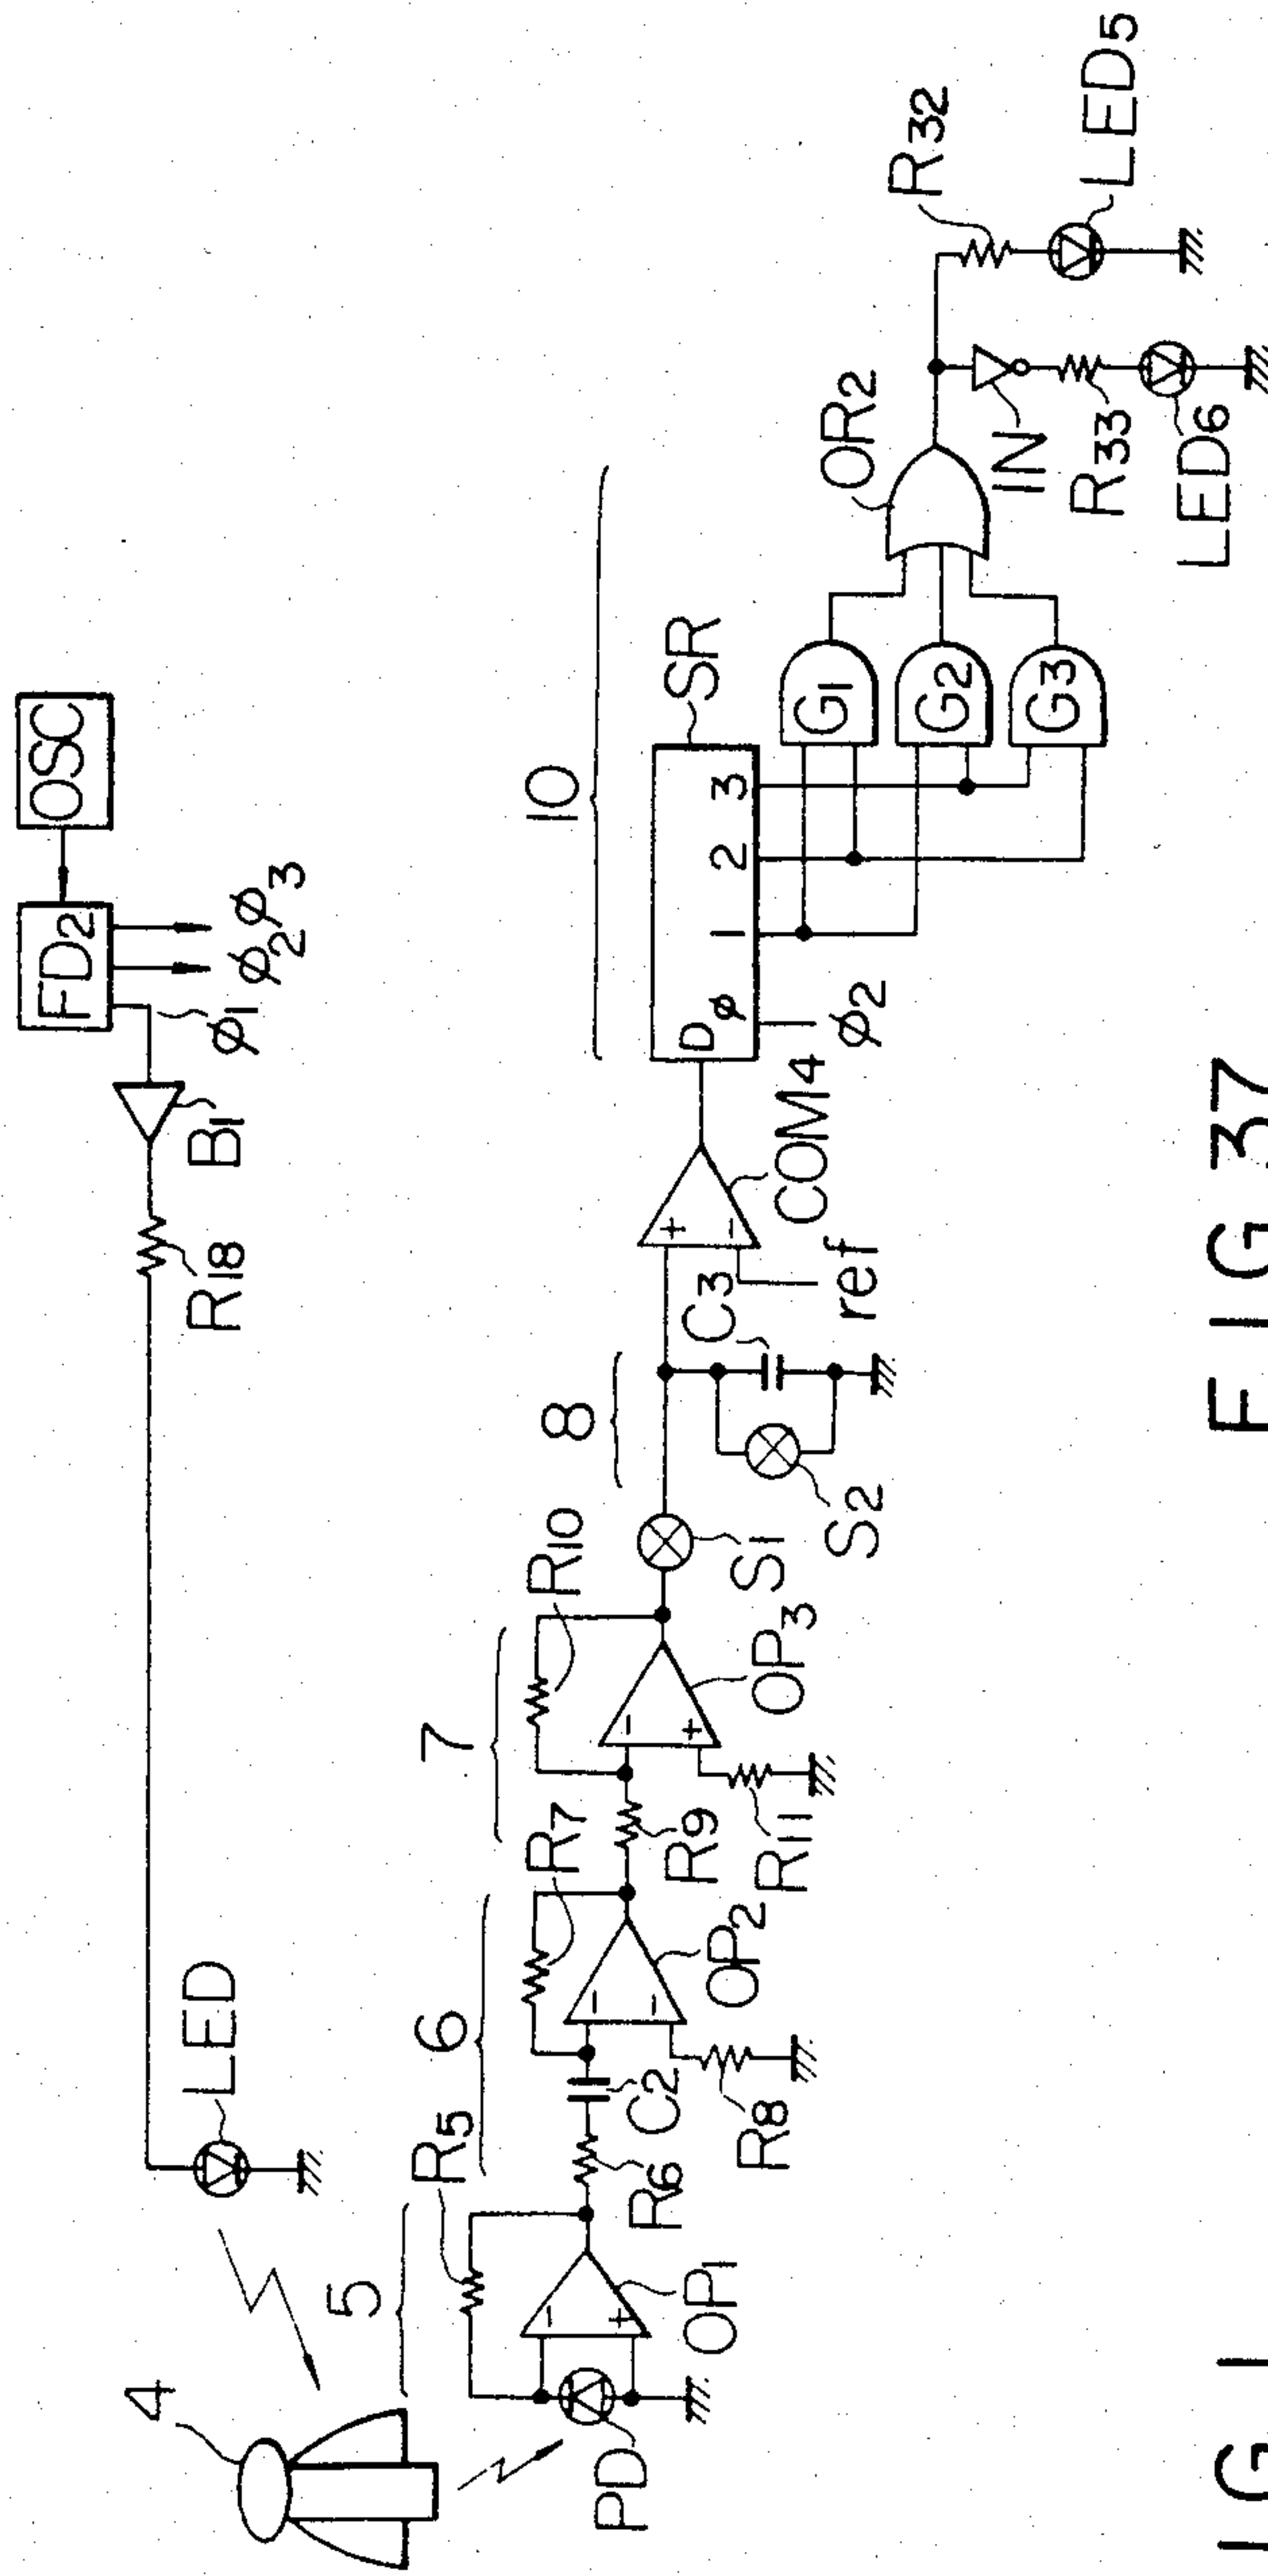 OSC
FD2
φ1
φ2
φ3
B1
R18
LED
4
5
6
7
8
10
R5
R7
R10
PD
−
+
OP1
R6
C2
R8
−
−
OP2
R9
R11
−
+
OP3
S1
S2
C3
+
−
ref
COM4
D
φ
1
2
3
φ2
SR
G1
G2
G3
OR2
IN
R33
LED6
R32
LED5
FIG 37
IG I